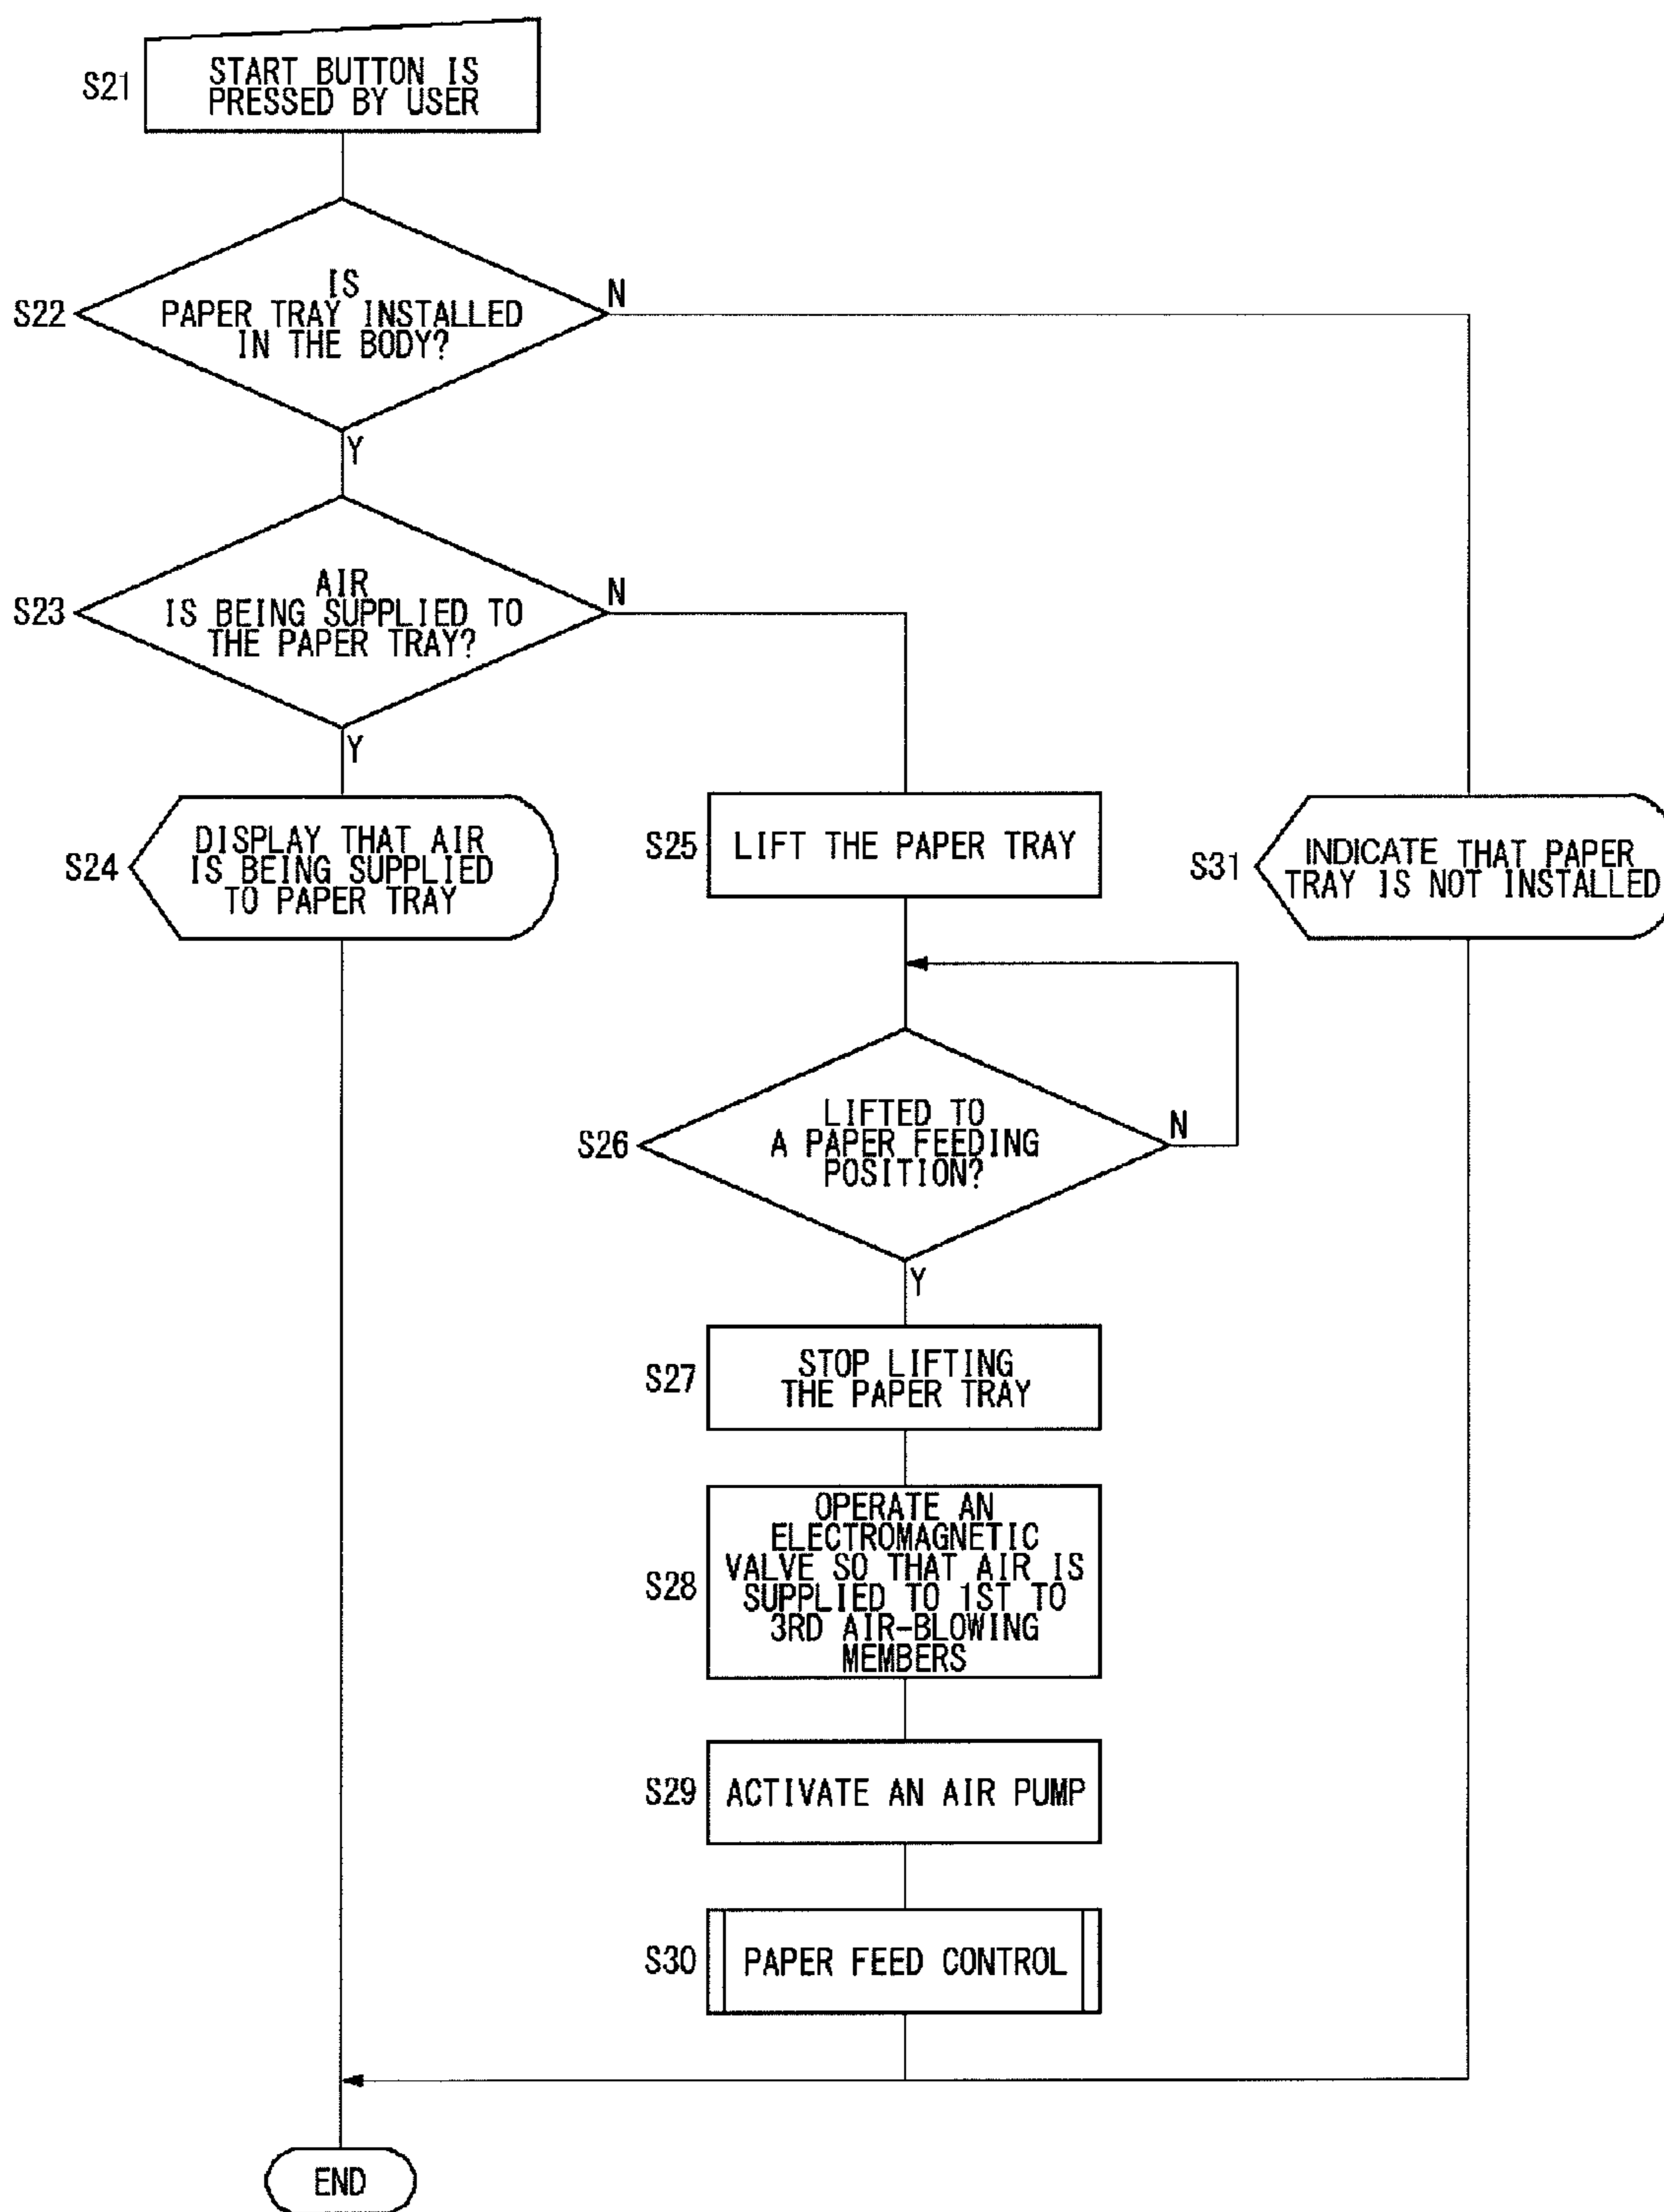 S21
START BUTTON IS
PRESSED BY USER
S22
IS
PAPER TRAY INSTALLED
IN THE BODY?
N
Y
S23
AIR
IS BEING SUPPLIED TO
THE PAPER TRAY?
N
Y
S24
DISPLAY THAT AIR
IS BEING SUPPLIED
TO PAPER TRAY
S25
LIFT THE PAPER TRAY
S31
INDICATE THAT PAPER
TRAY IS NOT INSTALLED
S26
LIFTED TO
A PAPER FEEDING
POSITION?
N
Y
S27
STOP LIFTING
THE PAPER TRAY
S28
OPERATE AN
ELECTROMAGNETIC
VALVE SO THAT AIR IS
SUPPLIED TO 1ST TO
3RD AIR-BLOWING
MEMBERS
S29
ACTIVATE AN AIR PUMP
S30
PAPER FEED CONTROL
END